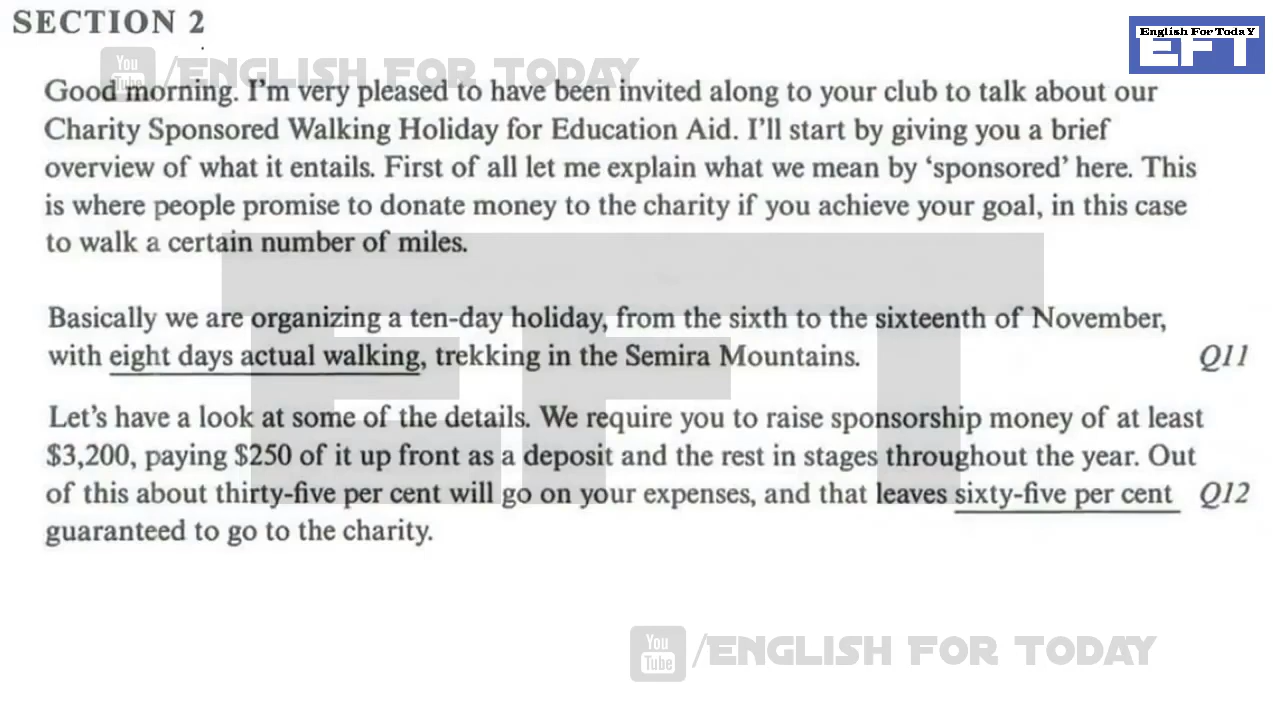 SECTION 2
English For TodaY
EFT
You
Tube /ENGLISH FOR TODAY
Good morning. I'm very pleased to have been invited along to your club to talk about our
Charity Sponsored Walking Holiday for Education Aid. I'll start by giving you a brief
overview of what it entails. First of all let me explain what we mean by 'sponsored' here. This
is where people promise to donate money to the charity if you achieve your goal, in this case
to walk a certain number of miles.
EFT
Basically we are organizing a ten-day holiday, from the sixth to the sixteenth of November,
with eight days actual walking, trekking in the Semira Mountains. Q11
Let's have a look at some of the details. We require you to raise sponsorship money of at least
$3,200, paying $250 of it up front as a deposit and the rest in stages throughout the year. Out
of this about thirty-five per cent will go on your expenses, and that leaves sixty-five per cent Q12
guaranteed to go to the charity.
You
Tube /ENGLISH FOR TODAY